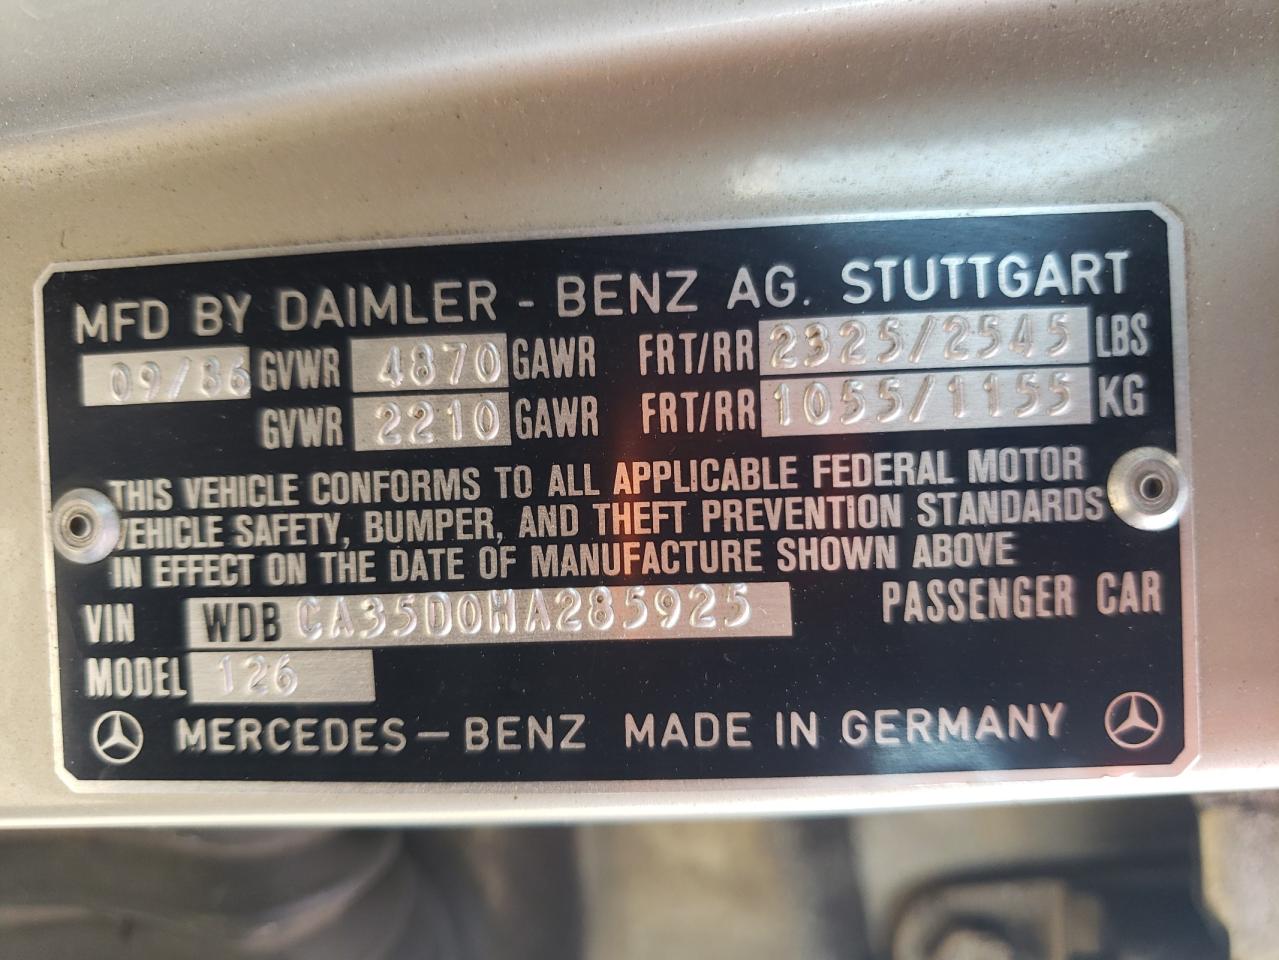 MFD BY DAIMLER - BENZ AG. STUTTGART
09/86 GVWR 4870 GAWR FRT/RR 2325/2545 LBS
GVWR 2210 GAWR FRT/RR 1055/1155 KG
THIS VEHICLE CONFORMS TO ALL APPLICABLE FEDERAL MOTOR
VEHICLE SAFETY, BUMPER, AND THEFT PREVENTION STANDARDS
IN EFFECT ON THE DATE OF MANUFACTURE SHOWN ABOVE
VIN WDB CA35D0HA285925 PASSENGER CAR
MODEL 126
MERCEDES – BENZ MADE IN GERMANY